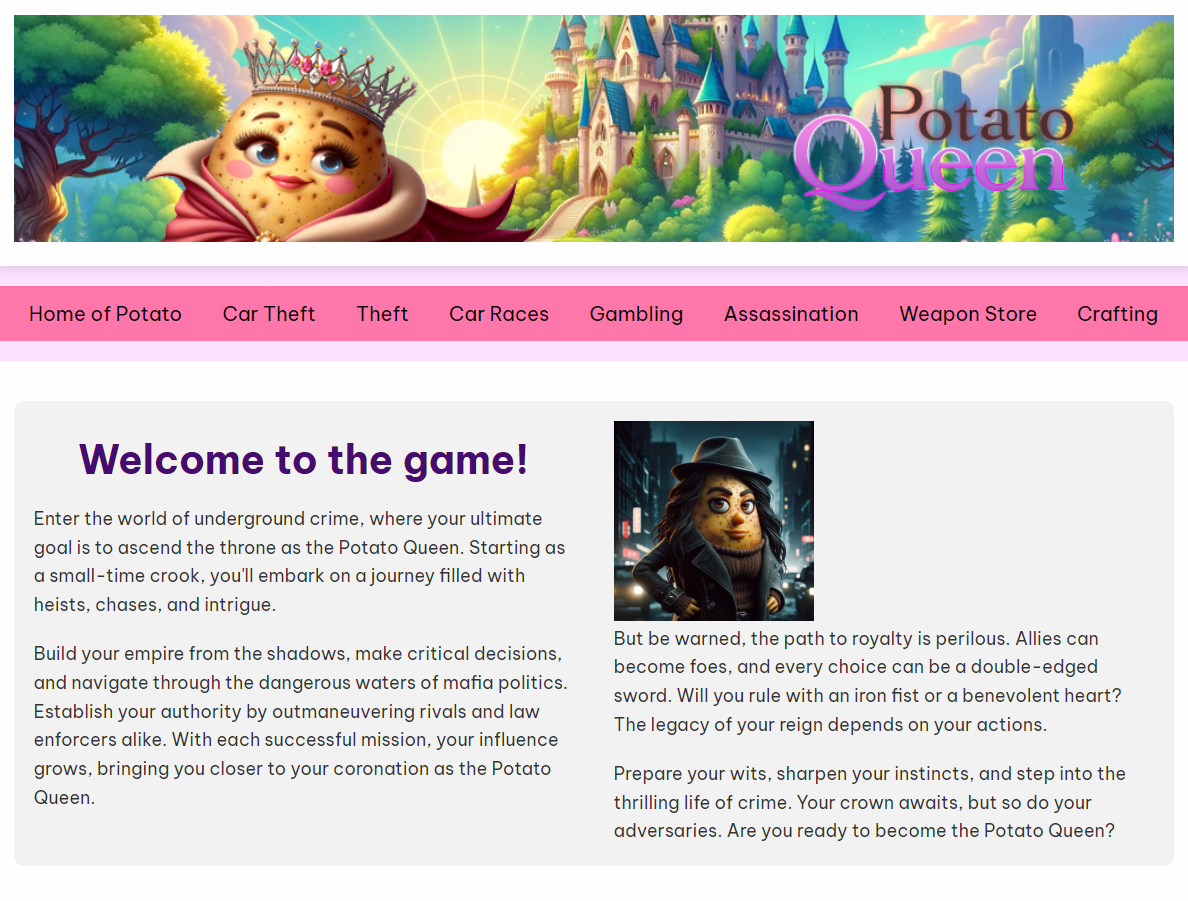 Potato
Queen
Home of Potato Car Theft Theft Car Races Gambling Assassination Weapon Store Crafting
Welcome to the game!
Enter the world of underground crime, where your ultimate
goal is to ascend the throne as the Potato Queen. Starting as
a small-time crook, you'll embark on a journey filled with
heists, chases, and intrigue.
Build your empire from the shadows, make critical decisions,
and navigate through the dangerous waters of mafia politics.
Establish your authority by outmaneuvering rivals and law
enforcers alike. With each successful mission, your influence
grows, bringing you closer to your coronation as the Potato
Queen.
But be warned, the path to royalty is perilous. Allies can
become foes, and every choice can be a double-edged
sword. Will you rule with an iron fist or a benevolent heart?
The legacy of your reign depends on your actions.
Prepare your wits, sharpen your instincts, and step into the
thrilling life of crime. Your crown awaits, but so do your
adversaries. Are you ready to become the Potato Queen?